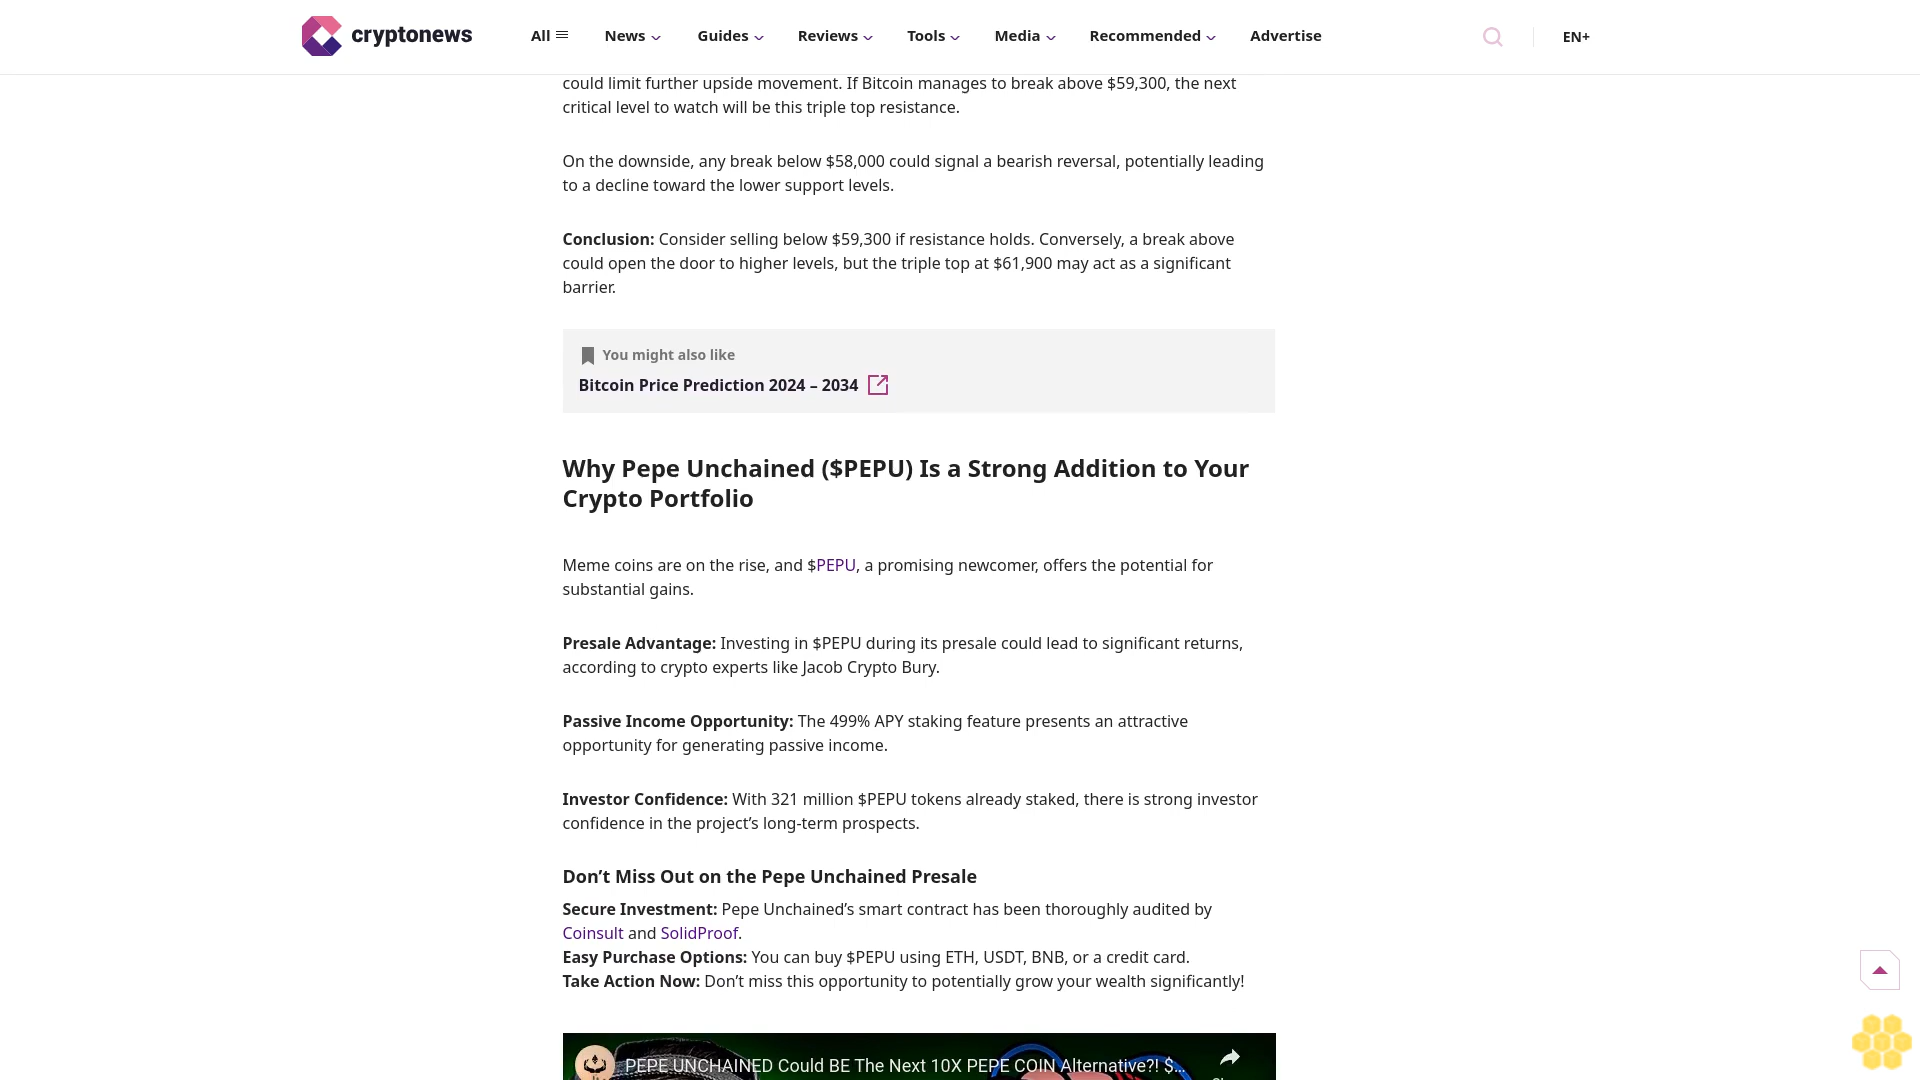 cryptonews
All
News
Guides
Reviews
Tools
Media
Recommended
Advertise
EN+
could limit further upside movement. If Bitcoin manages to break above $59,300, the next
critical level to watch will be this triple top resistance.
On the downside, any break below $58,000 could signal a bearish reversal, potentially leading
to a decline toward the lower support levels.
Conclusion: Consider selling below $59,300 if resistance holds. Conversely, a break above
could open the door to higher levels, but the triple top at $61,900 may act as a significant
barrier.
You might also like
Bitcoin Price Prediction 2024 – 2034
Why Pepe Unchained ($PEPU) Is a Strong Addition to Your
Crypto Portfolio
Meme coins are on the rise, and $PEPU, a promising newcomer, offers the potential for
substantial gains.
Presale Advantage: Investing in $PEPU during its presale could lead to significant returns,
according to crypto experts like Jacob Crypto Bury.
Passive Income Opportunity: The 499% APY staking feature presents an attractive
opportunity for generating passive income.
Investor Confidence: With 321 million $PEPU tokens already staked, there is strong investor
confidence in the project’s long-term prospects.
Don’t Miss Out on the Pepe Unchained Presale
Secure Investment: Pepe Unchained’s smart contract has been thoroughly audited by
Coinsult and SolidProof.
Easy Purchase Options: You can buy $PEPU using ETH, USDT, BNB, or a credit card.
Take Action Now: Don’t miss this opportunity to potentially grow your wealth significantly!
PEPE UNCHAINED Could BE The Next 10X PEPE COIN Alternative?! $...